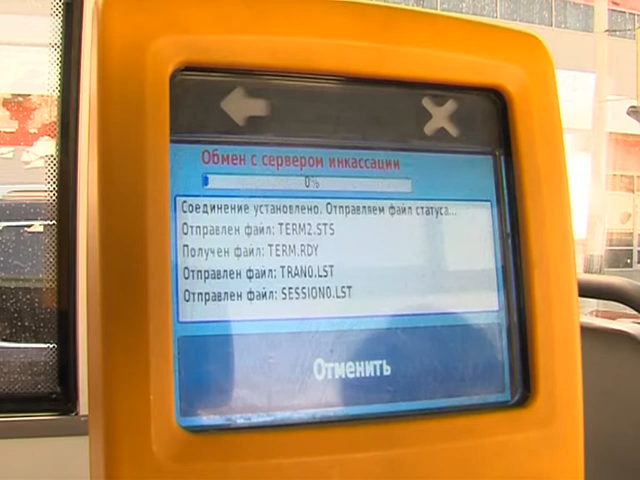 Обмен с сервером инкассации
0%
Соединение установлено. Отправляем файл статуса...
Отправлен файл: TERM2.STS
Получен файл: TERM.RDY
Отправлен файл: TRAN0.LST
Отправлен файл: SESSION0.LST
Отменить